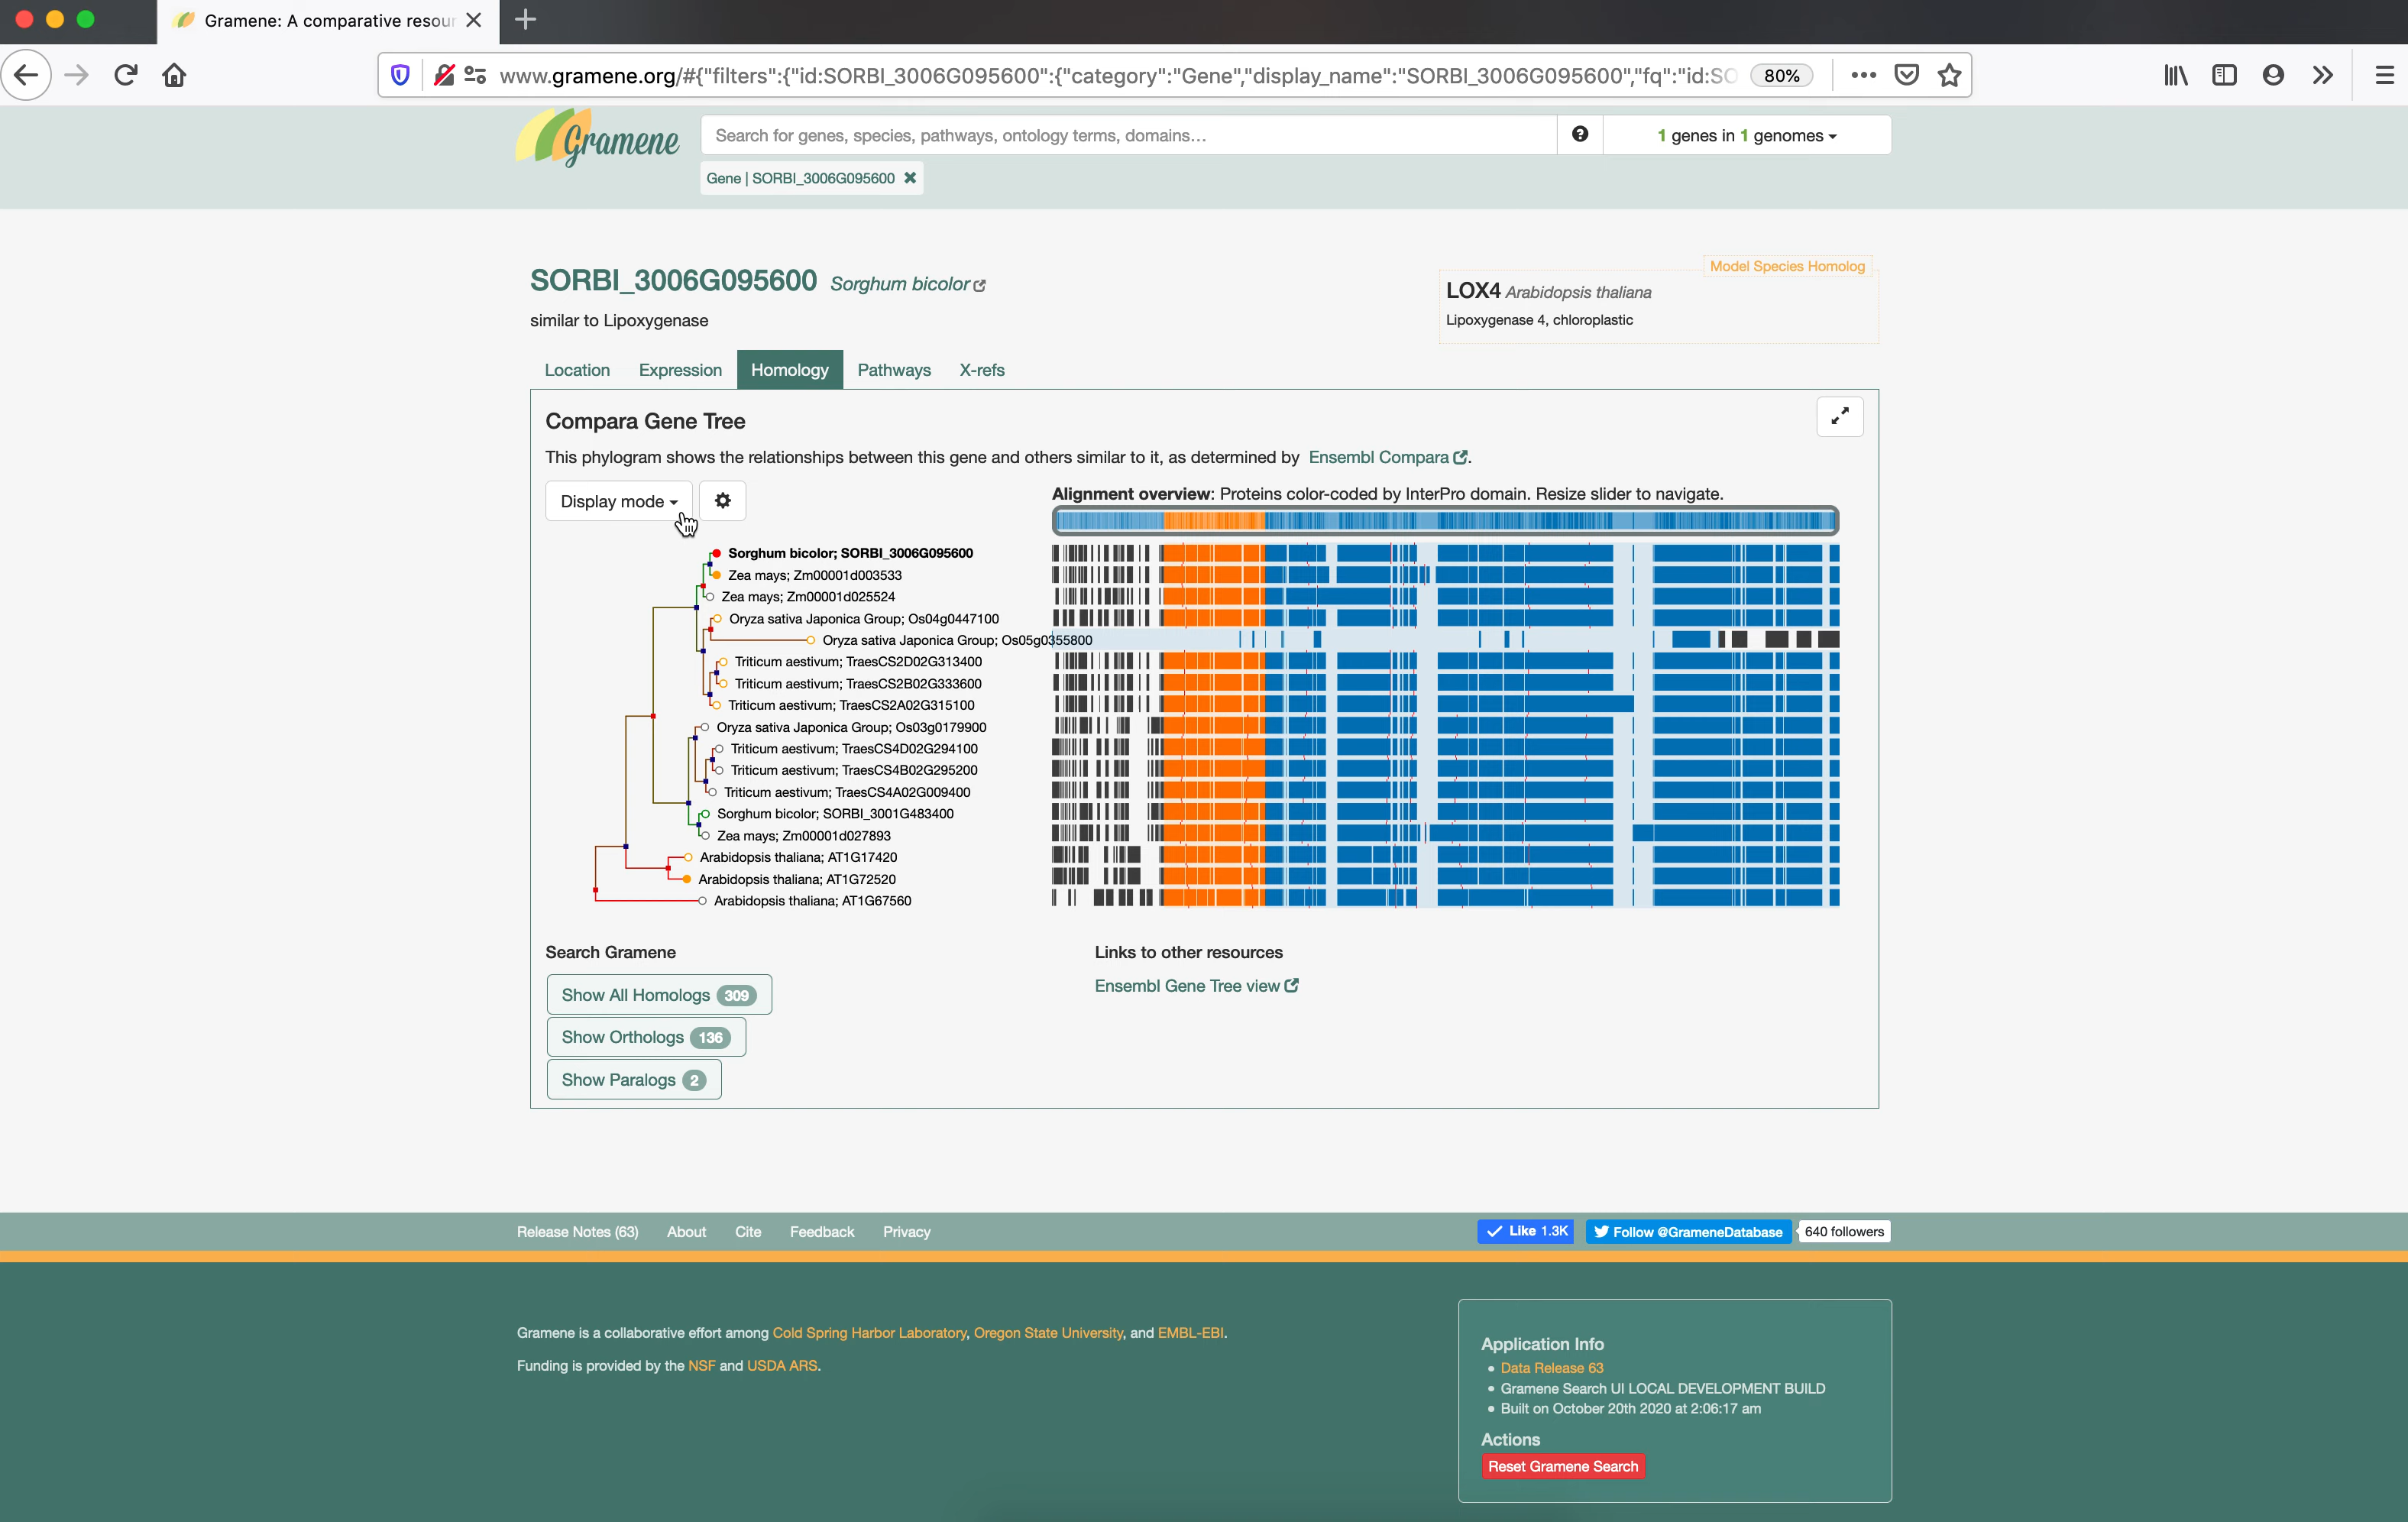 Gramene: A comparative resour
www.gramene.org/#{"filters":{"id:SORBI_3006G095600":{"category":"Gene","display_name":"SORBI_3006G095600","fq":"id:SO
80%
Gramene
Search for genes, species, pathways, ontology terms, domains…
1 genes in 1 genomes
Gene | SORBI_3006G095600
Model Species Homolog
SORBI_3006G095600 Sorghum bicolor
LOX4 Arabidopsis thaliana
similar to Lipoxygenase
Lipoxygenase 4, chloroplastic
Location
Expression
Homology
Pathways
X-refs
Compara Gene Tree
This phylogram shows the relationships between this gene and others similar to it, as determined by Ensembl Compara.
Display mode
Alignment overview: Proteins color-coded by InterPro domain. Resize slider to navigate.
Sorghum bicolor; SORBI_3006G095600
Zea mays; Zm00001d003533
Zea mays; Zm00001d025524
Oryza sativa Japonica Group; Os04g0447100
Oryza sativa Japonica Group; Os05g0355800
Triticum aestivum; TraesCS2D02G313400
Triticum aestivum; TraesCS2B02G333600
Triticum aestivum; TraesCS2A02G315100
Oryza sativa Japonica Group; Os03g0179900
Triticum aestivum; TraesCS4D02G294100
Triticum aestivum; TraesCS4B02G295200
Triticum aestivum; TraesCS4A02G009400
Sorghum bicolor; SORBI_3001G483400
Zea mays; Zm00001d027893
Arabidopsis thaliana; AT1G17420
Arabidopsis thaliana; AT1G72520
Arabidopsis thaliana; AT1G67560
Search Gramene
Show All Homologs 309
Show Orthologs 136
Show Paralogs 2
Links to other resources
Ensembl Gene Tree view
Release Notes (63)
About
Cite
Feedback
Privacy
Like 1.3K
Follow @GrameneDatabase
640 followers
Gramene is a collaborative effort among Cold Spring Harbor Laboratory, Oregon State University, and EMBL-EBI.
Funding is provided by the NSF and USDA ARS.
Application Info
Data Release 63
Gramene Search UI LOCAL DEVELOPMENT BUILD
Built on October 20th 2020 at 2:06:17 am
Actions
Reset Gramene Search